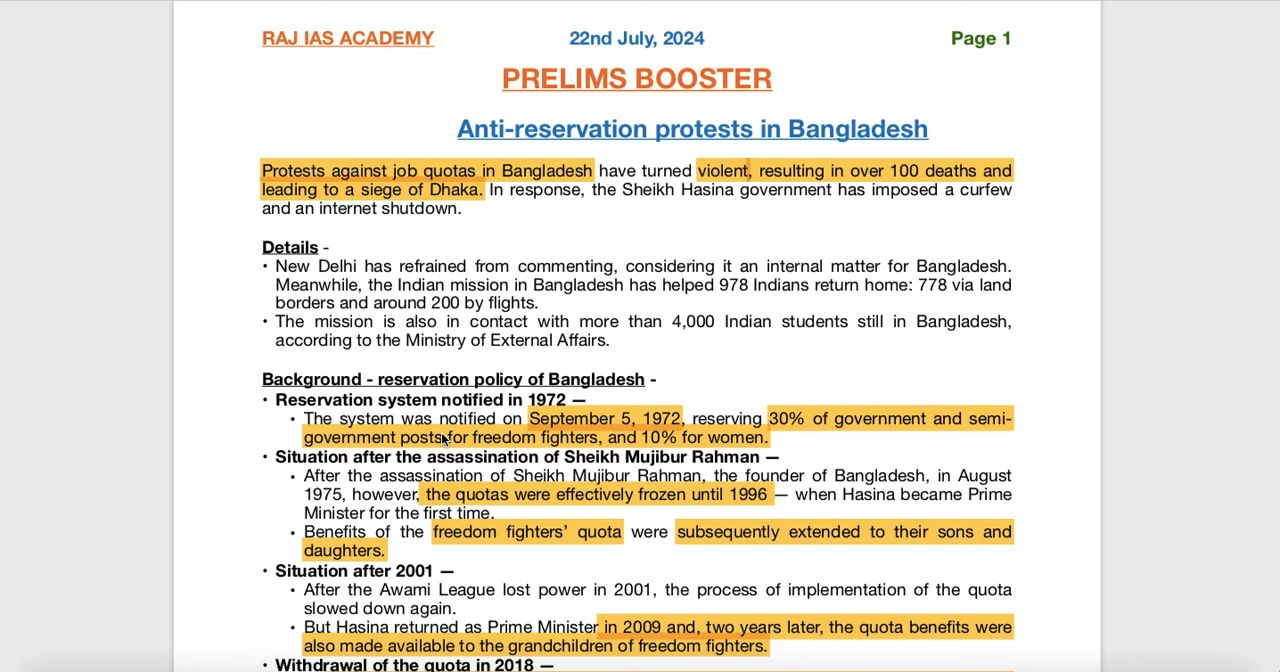 RAJ IAS ACADEMY 22nd July, 2024 Page 1
PRELIMS BOOSTER
Anti-reservation protests in Bangladesh
Protests against job quotas in Bangladesh have turned violent, resulting in over 100 deaths and
leading to a siege of Dhaka. In response, the Sheikh Hasina government has imposed a curfew
and an internet shutdown.
Details -
• New Delhi has refrained from commenting, considering it an internal matter for Bangladesh.
Meanwhile, the Indian mission in Bangladesh has helped 978 Indians return home: 778 via land
borders and around 200 by flights.
• The mission is also in contact with more than 4,000 Indian students still in Bangladesh,
according to the Ministry of External Affairs.
Background - reservation policy of Bangladesh -
• Reservation system notified in 1972 —
• The system was notified on September 5, 1972, reserving 30% of government and semi-
government posts for freedom fighters, and 10% for women.
• Situation after the assassination of Sheikh Mujibur Rahman —
• After the assassination of Sheikh Mujibur Rahman, the founder of Bangladesh, in August
1975, however, the quotas were effectively frozen until 1996 — when Hasina became Prime
Minister for the first time.
• Benefits of the freedom fighters' quota were subsequently extended to their sons and
daughters.
• Situation after 2001 —
• After the Awami League lost power in 2001, the process of implementation of the quota
slowed down again.
• But Hasina returned as Prime Minister in 2009 and, two years later, the quota benefits were
also made available to the grandchildren of freedom fighters.
• Withdrawal of the quota in 2018 —